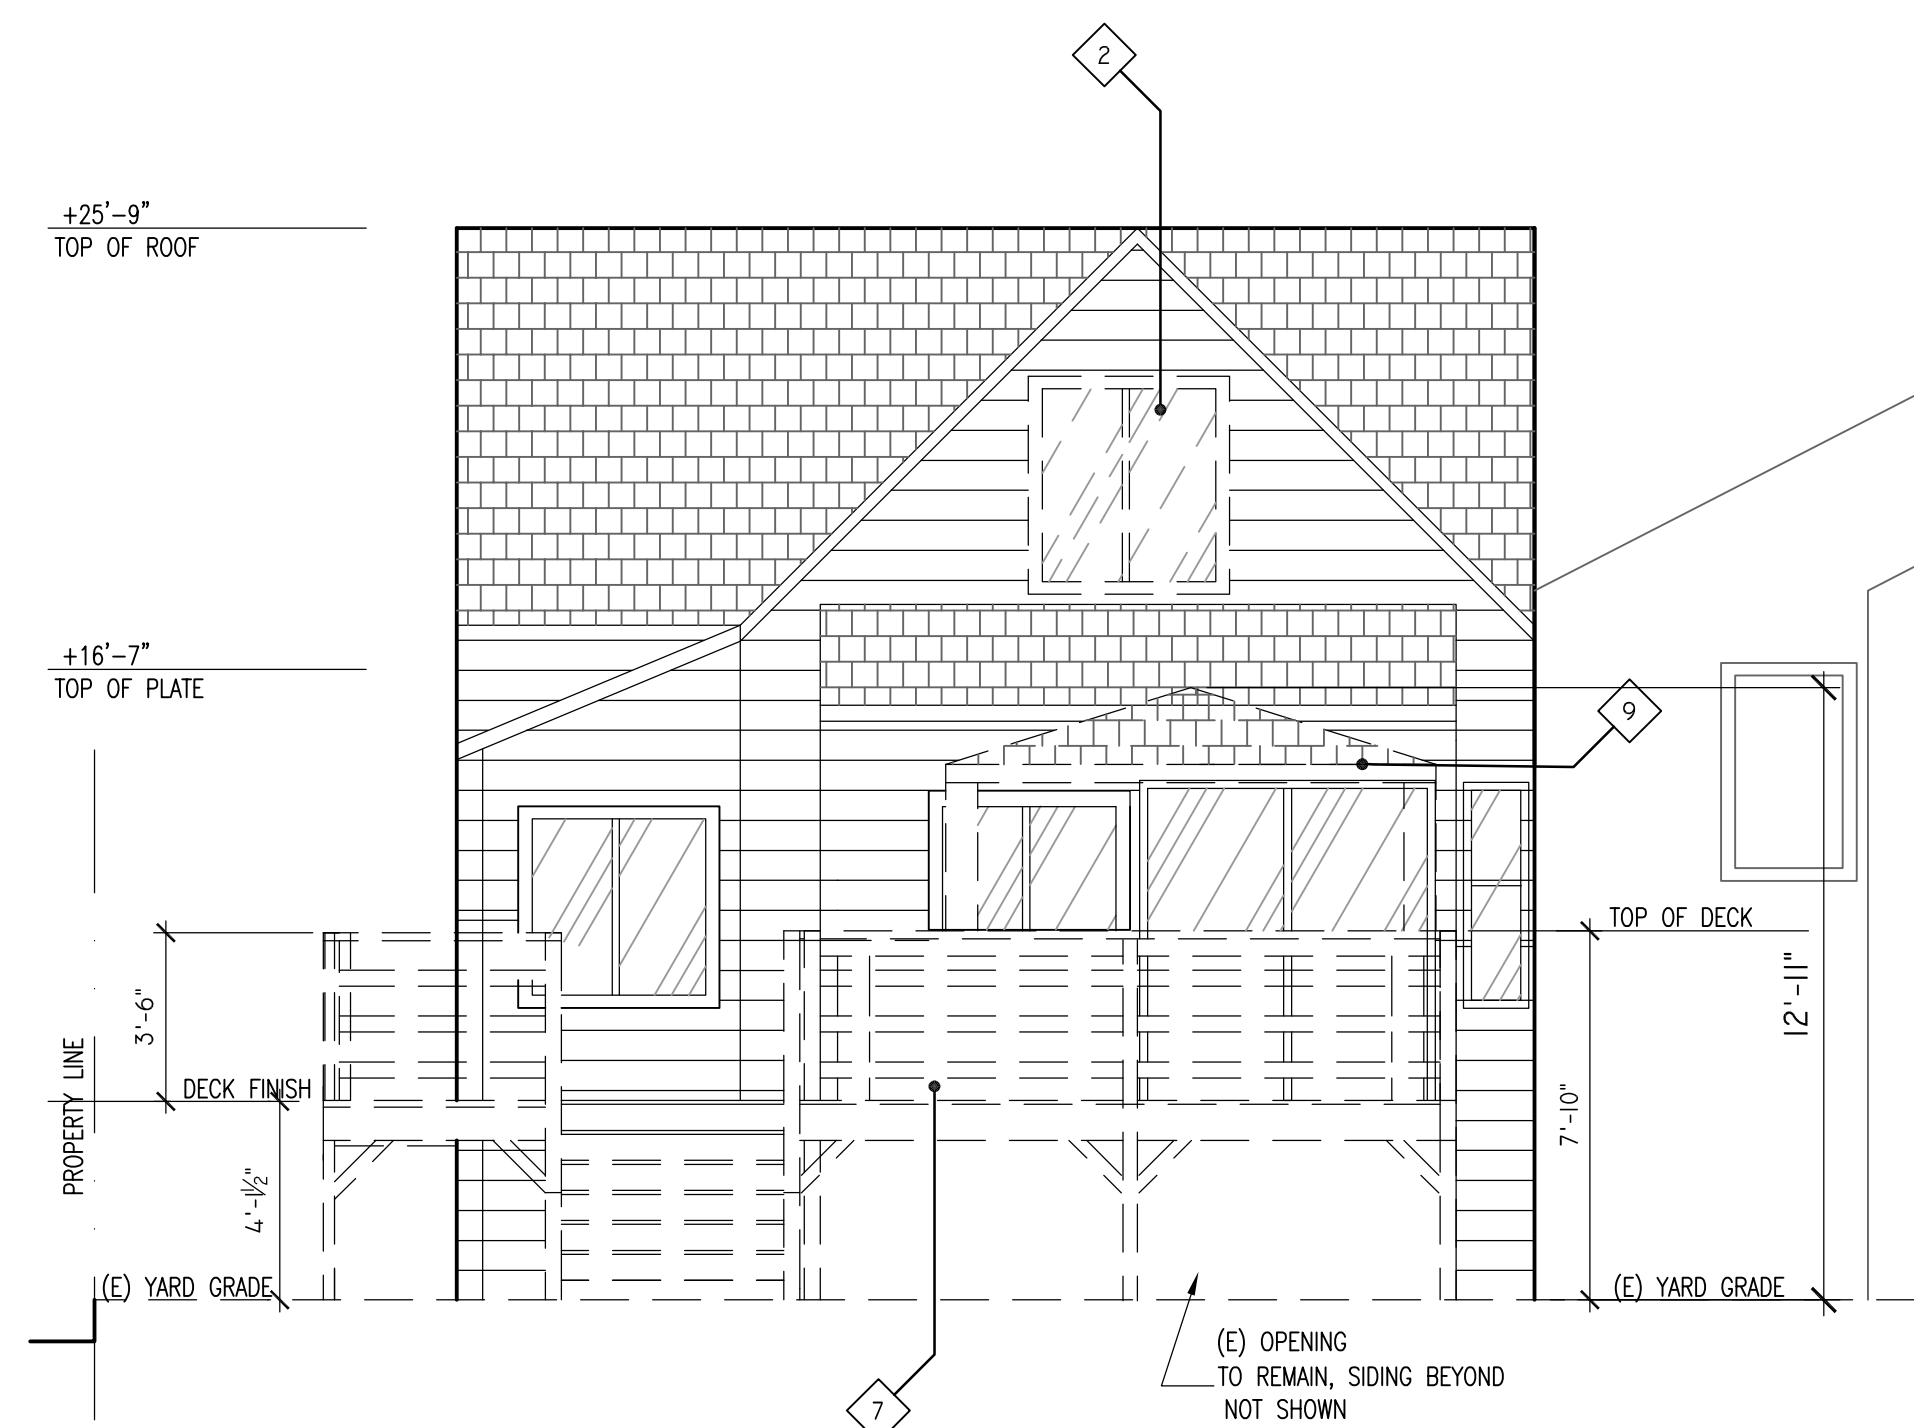 2
+25'-9"
TOP OF ROOF
+16'-7"
TOP OF PLATE
9
TOP OF DECK
12'-11"
3'-6"
DECK FINISH
PROPERTY LINE
7'-10"
4'-1½"
(E) YARD GRADE
(E) YARD GRADE
(E) OPENING
TO REMAIN, SIDING BEYOND
NOT SHOWN
7